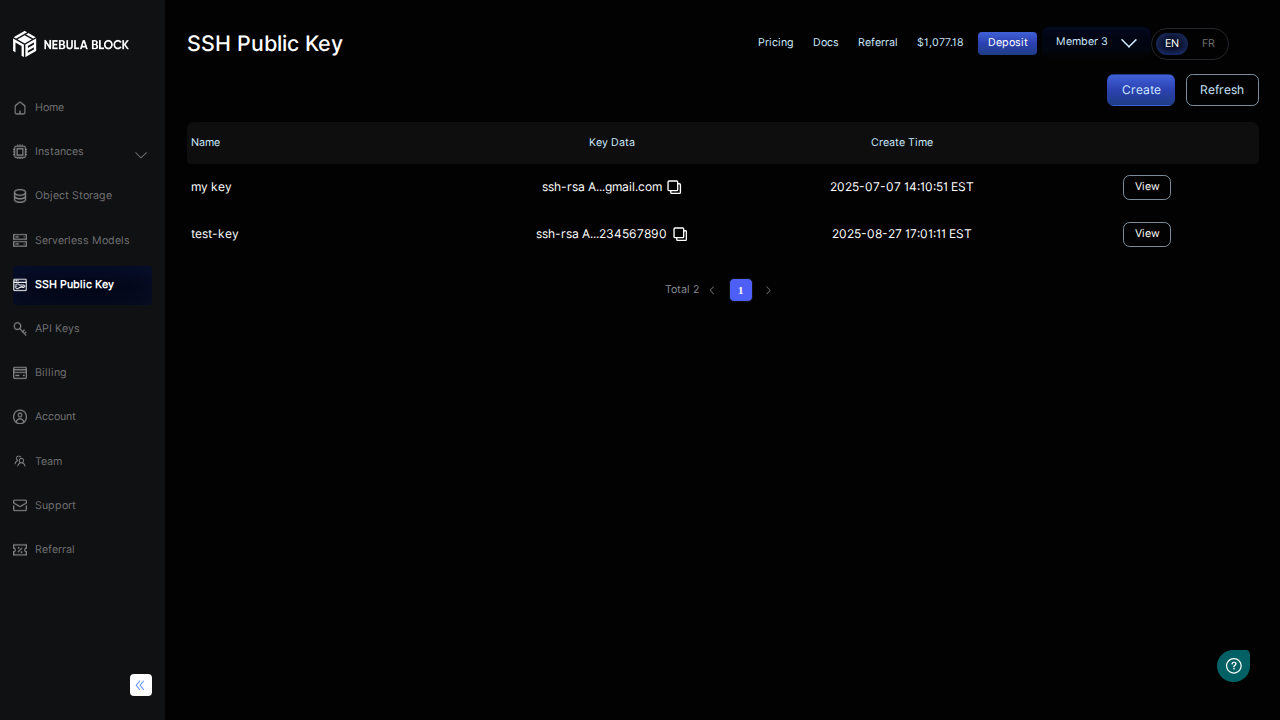 NEBULA BLOCK
SSH Public Key
Pricing Docs Referral $1,077.18 Deposit Member 3 EN FR
Create Refresh
Home
Instances
Object Storage
Serverless Models
SSH Public Key
API Keys
Billing
Account
Team
Support
Referral
Name Key Data Create Time
my key ssh-rsa A...gmail.com 2025-07-07 14:10:51 EST View
test-key ssh-rsa A...234567890 2025-08-27 17:01:11 EST View
Total 2 1